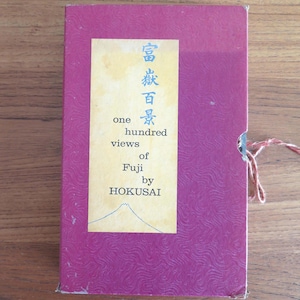 富嶽百景
one
hundred
views
of
Fuji
by
HOKUSAI